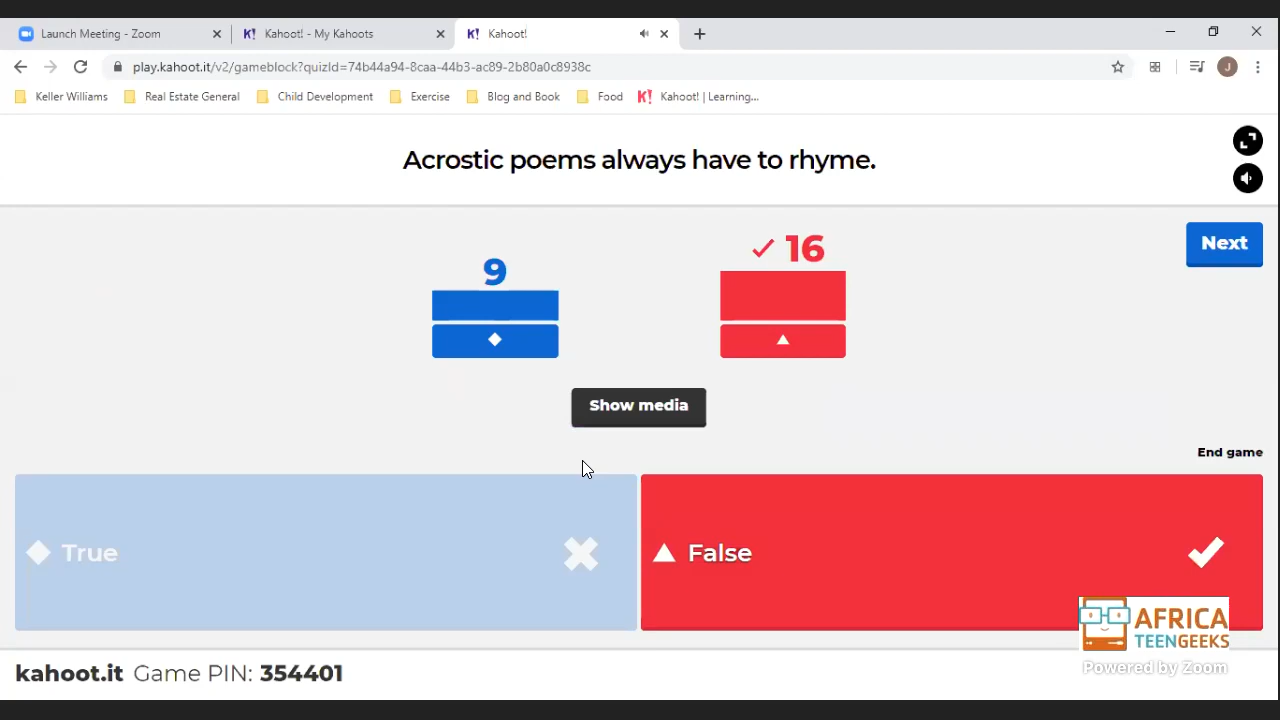 Launch Meeting - Zoom
K! Kahoot! - My Kahoots
K! Kahoot!
play.kahoot.it/v2/gameblock?quizId=74b44a94-8caa-44b3-ac89-2b80a0c8938c
J
Keller Williams
Real Estate General
Child Development
Exercise
Blog and Book
Food
K! Kahoot! | Learning...
Acrostic poems always have to rhyme.
Next
9
16
Show media
End game
True
False
AFRICA
TEENGEEKS
Powered by Zoom
kahoot.it Game PIN: 354401